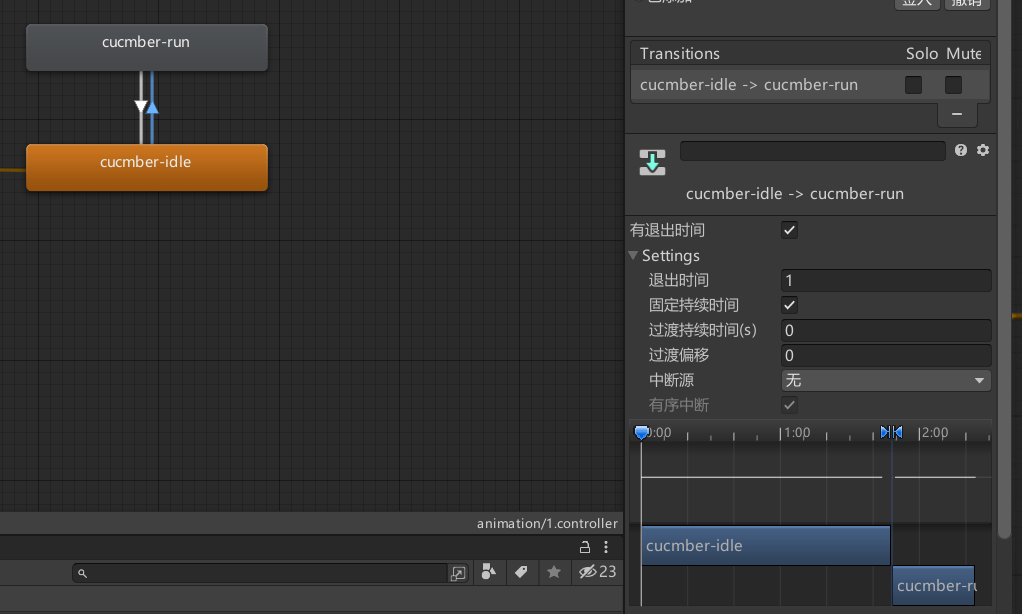 cucmber-run
cucmber-idle
animation/1.controller
23
撤销
Transitions Solo Mute
cucmber-idle -> cucmber-run
cucmber-idle -> cucmber-run
有退出时间
Settings
退出时间 1
固定持续时间
过渡持续时间(s) 0
过渡偏移 0
中断源 无
有序中断
0:00 1:00 2:00
cucmber-idle
cucmber-ru